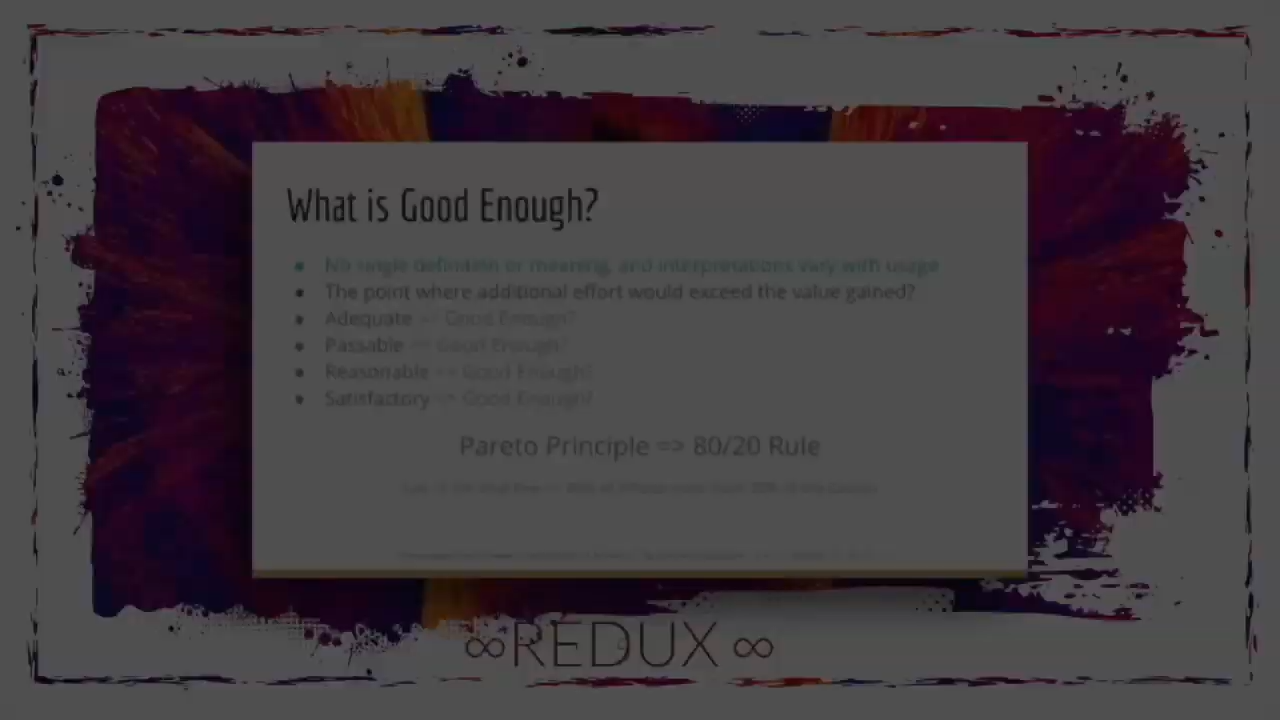 What is Good Enough?
● No single definition or meaning, and interpretations vary with usage
● The point where additional effort would exceed the value gained?
● Adequate => Good Enough?
● Passable => Good Enough?
● Reasonable => Good Enough?
● Satisfactory => Good Enough?
Pareto Principle => 80/20 Rule
∞REDUX ∞